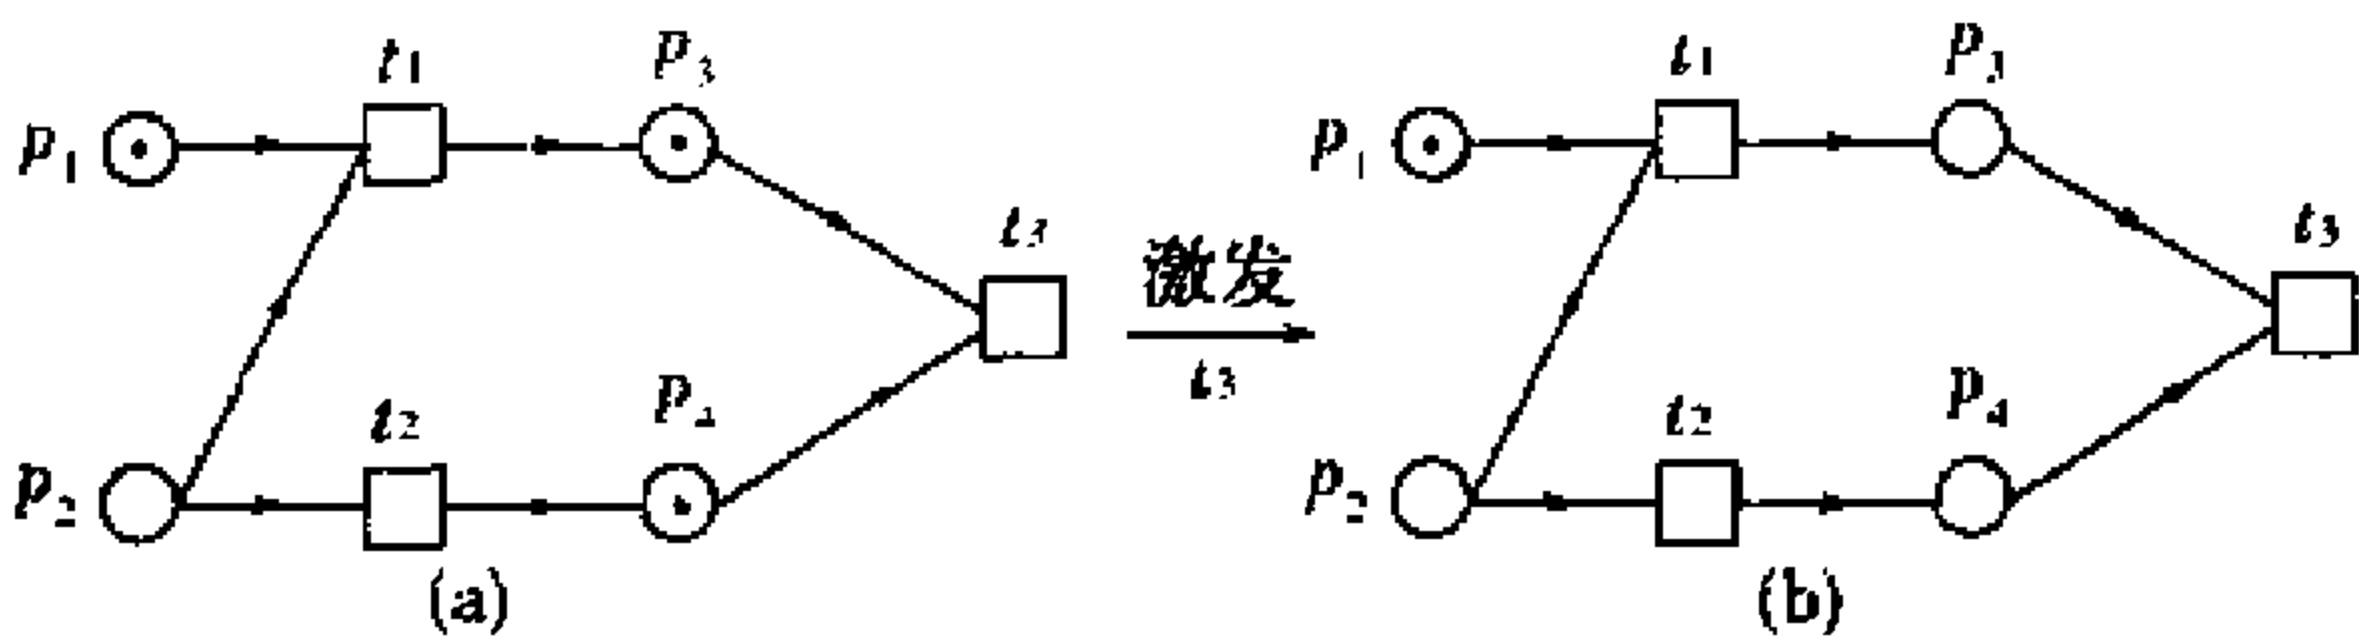 t1 p3 t1 p3
p1 p1
t3 激发 t3
t3
t2 p4 t2 p4
p2 p2
(a) (b)